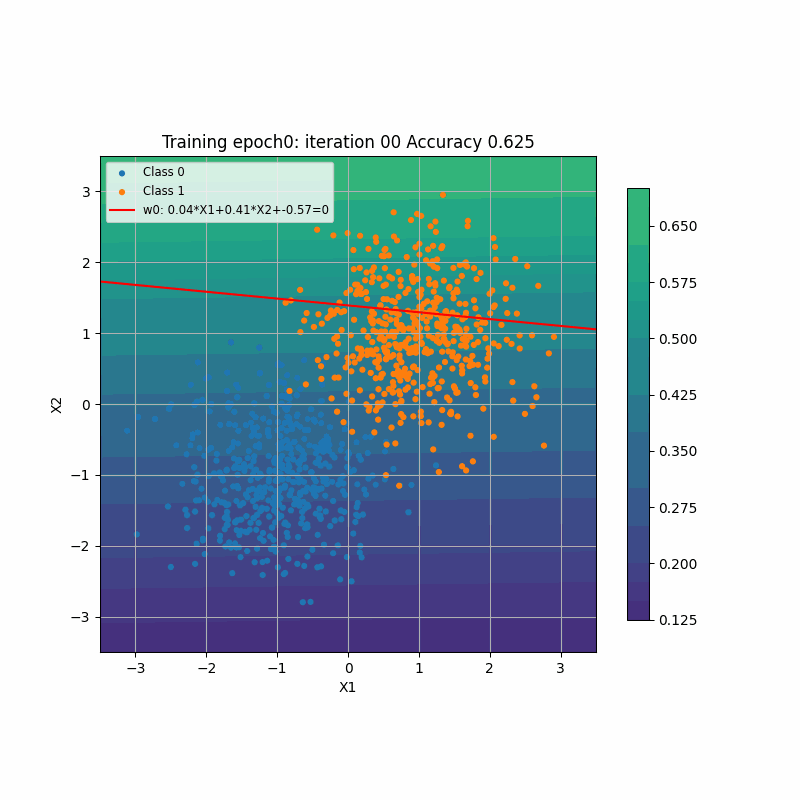 Training epoch0: iteration 00 Accuracy 0.625
Class 0
Class 1
w0: 0.04*X1+0.41*X2+-0.57=0
3
2
1
0
−1
−2
−3
X2
−3 −2 −1 0 1 2 3
X1
0.650
0.575
0.500
0.425
0.350
0.275
0.200
0.125